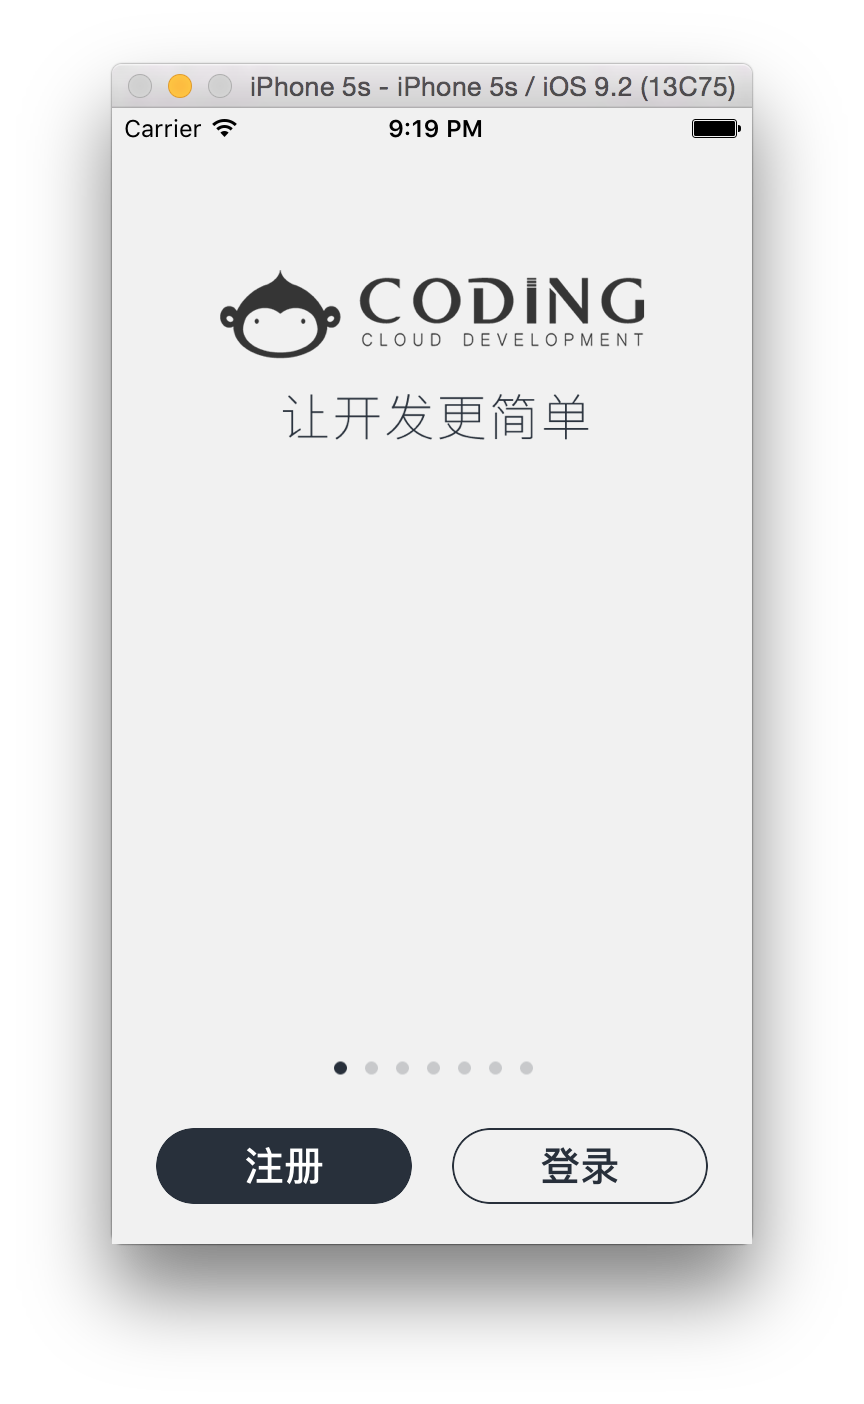 iPhone 5s - iPhone 5s / iOS 9.2 (13C75)
Carrier 9:19 PM
CODING
CLOUD DEVELOPMENT
让开发更简单
注册 登录